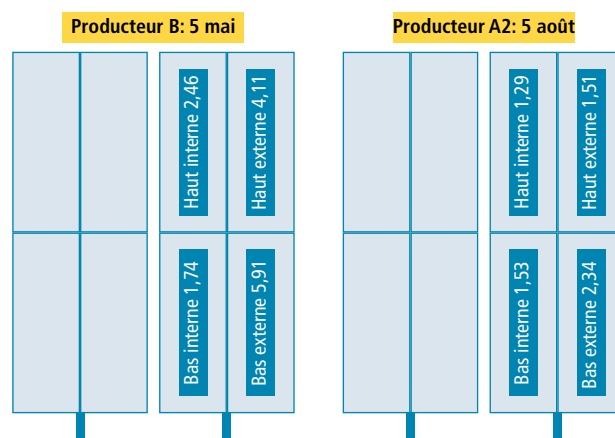 Producteur B: 5 mai
Haut interne 2,46
Haut externe 4,11
Bas interne 1,74
Bas externe 5,91
Producteur A2: 5 août
Haut interne 1,29
Haut externe 1,51
Bas interne 1,53
Bas externe 2,34